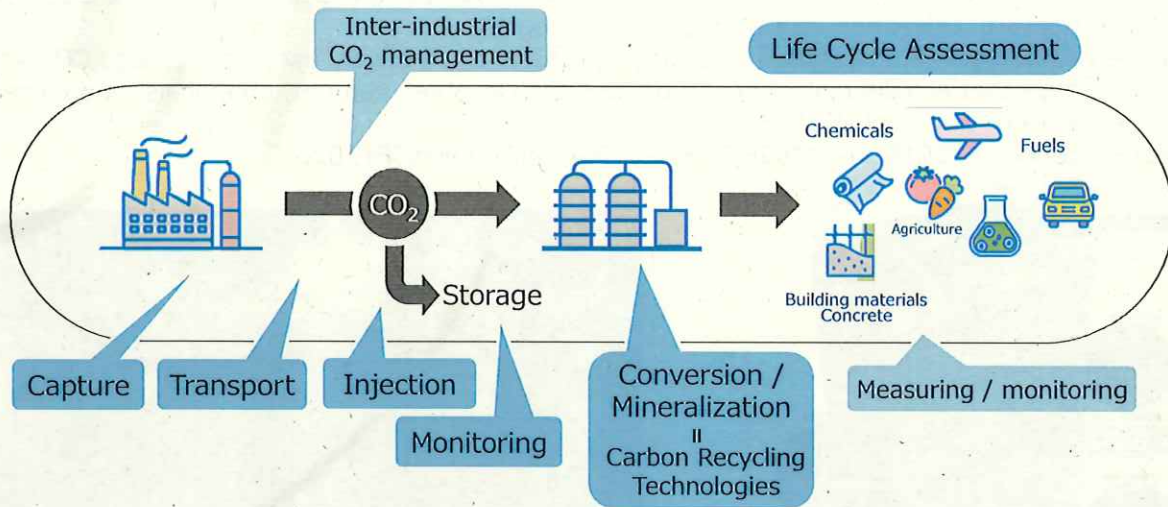 Inter-industrial
CO₂ management
Life Cycle Assessment
Chemicals
Fuels
Agriculture
Building materials
Concrete
CO₂
Storage
Capture
Transport
Injection
Monitoring
Conversion /
Mineralization
=
Carbon Recycling
Technologies
Measuring / monitoring